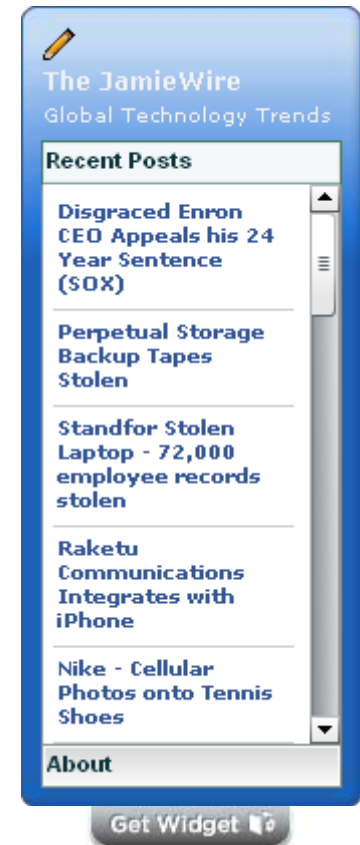 The JamieWire
Global Technology Trends
Recent Posts
Disgraced Enron
CEO Appeals his 24
Year Sentence
(SOX)
Perpetual Storage
Backup Tapes
Stolen
Standfor Stolen
Laptop - 72,000
employee records
stolen
Raketu
Communications
Integrates with
iPhone
Nike - Cellular
Photos onto Tennis
Shoes
About
Get Widget